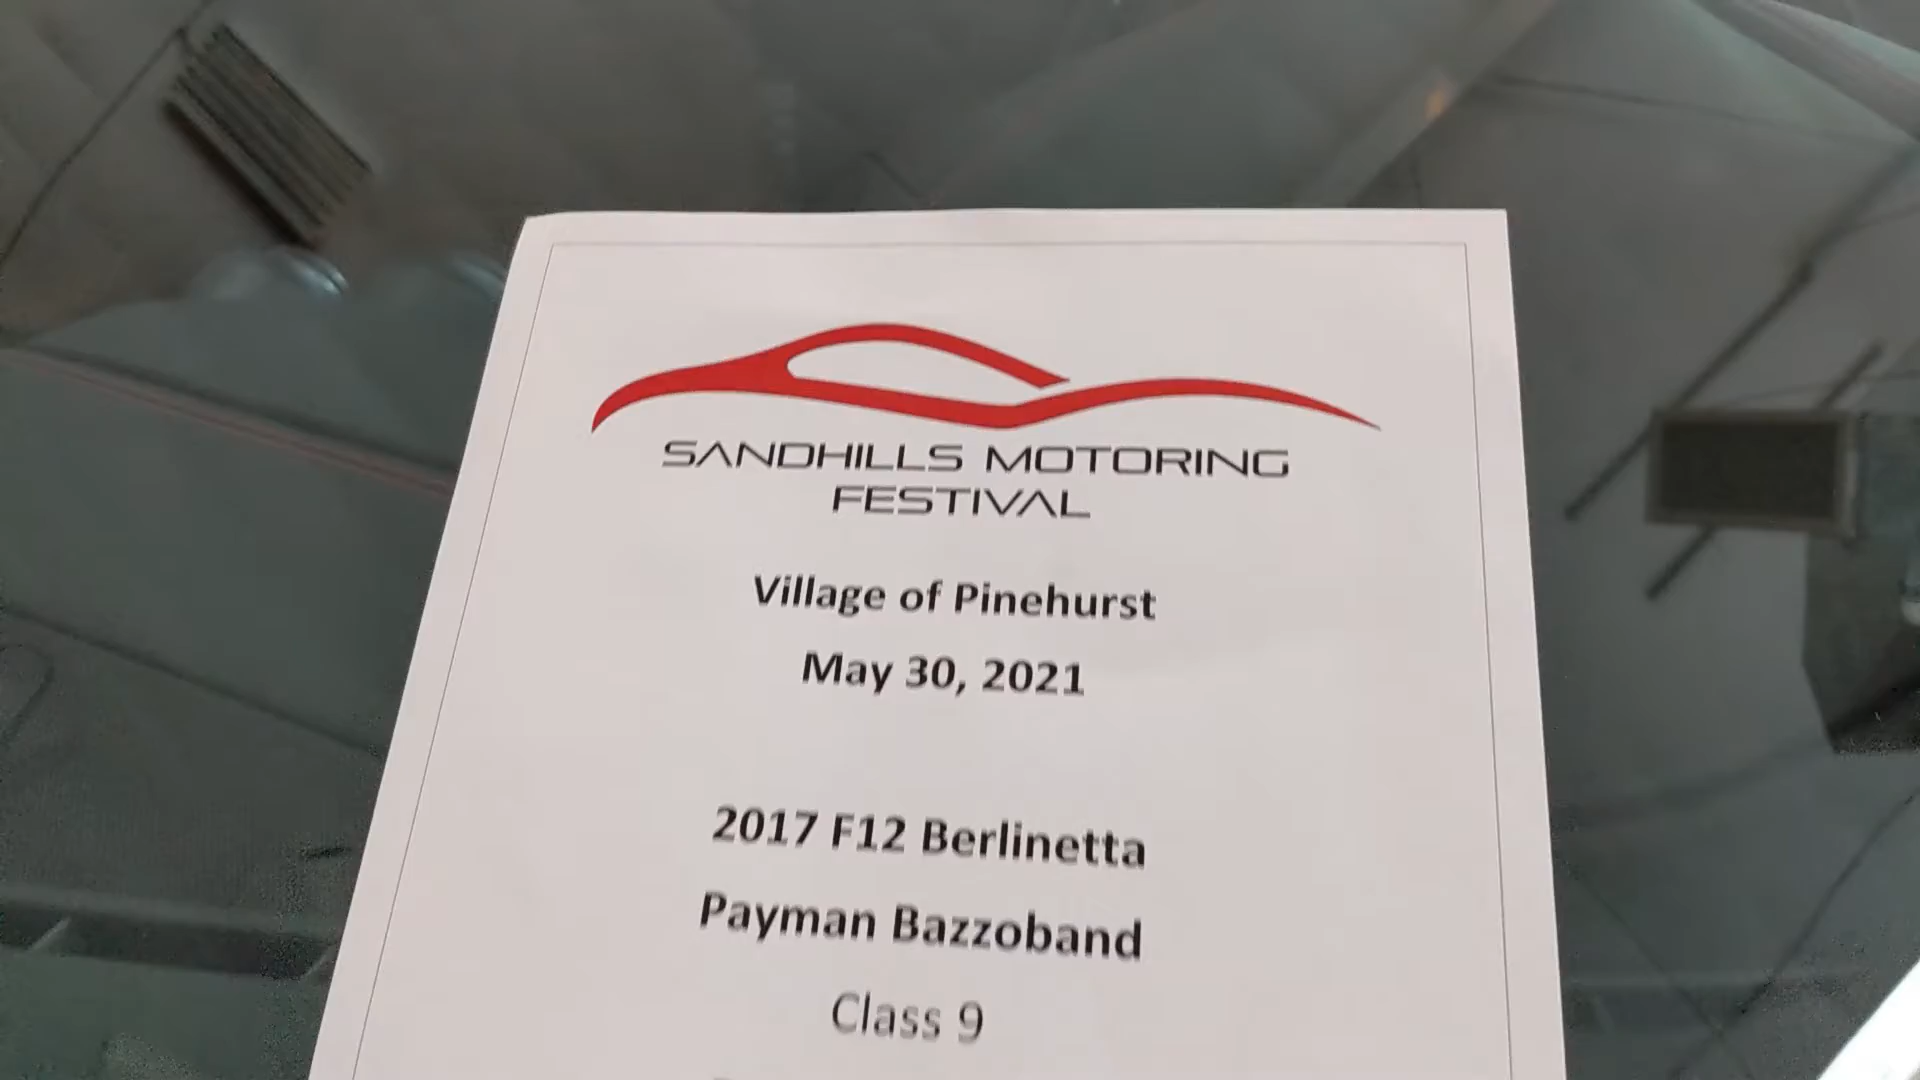 SANDHILLS MOTORING
FESTIVAL
Village of Pinehurst
May 30, 2021
2017 F12 Berlinetta
Payman Bazzoband
Class 9